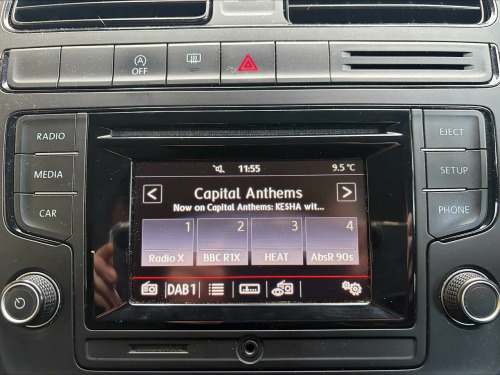 A OFF
RADIO
MEDIA
CAR
EJECT
SETUP
PHONE
11:55 9.5 °C
< Capital Anthems >
Now on Capital Anthems: KESHA wit...
1 2 3 4
Radio X BBC R1X HEAT AbsR 90s
DAB1